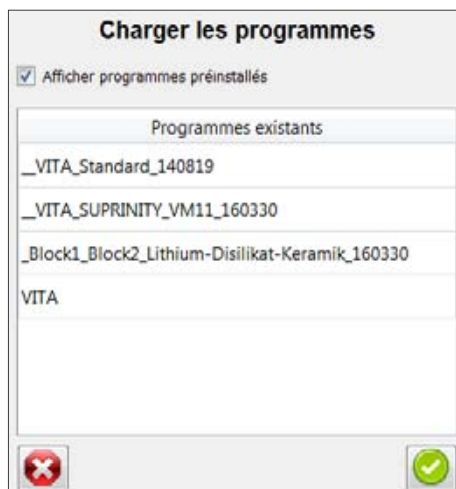 Charger les programmes
Afficher programmes préinstallés
Programmes existants
__VITA_Standard_140819
__VITA_SUPRINITY_VM11_160330
_Block1_Block2_Lithium-Disilikat-Keramik_160330
VITA